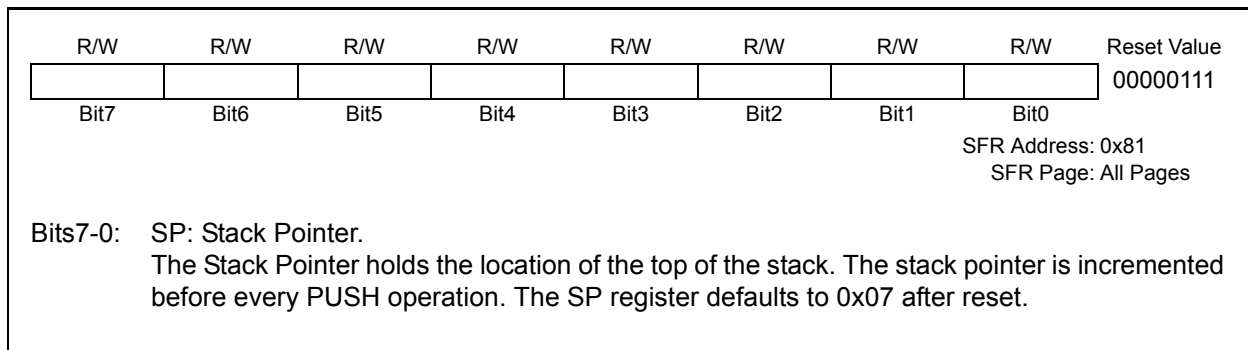 R/W R/W R/W R/W R/W R/W R/W R/W Reset Value
00000111
Bit7 Bit6 Bit5 Bit4 Bit3 Bit2 Bit1 Bit0
SFR Address: 0x81
SFR Page: All Pages
Bits7-0: SP: Stack Pointer.
The Stack Pointer holds the location of the top of the stack. The stack pointer is incremented
before every PUSH operation. The SP register defaults to 0x07 after reset.